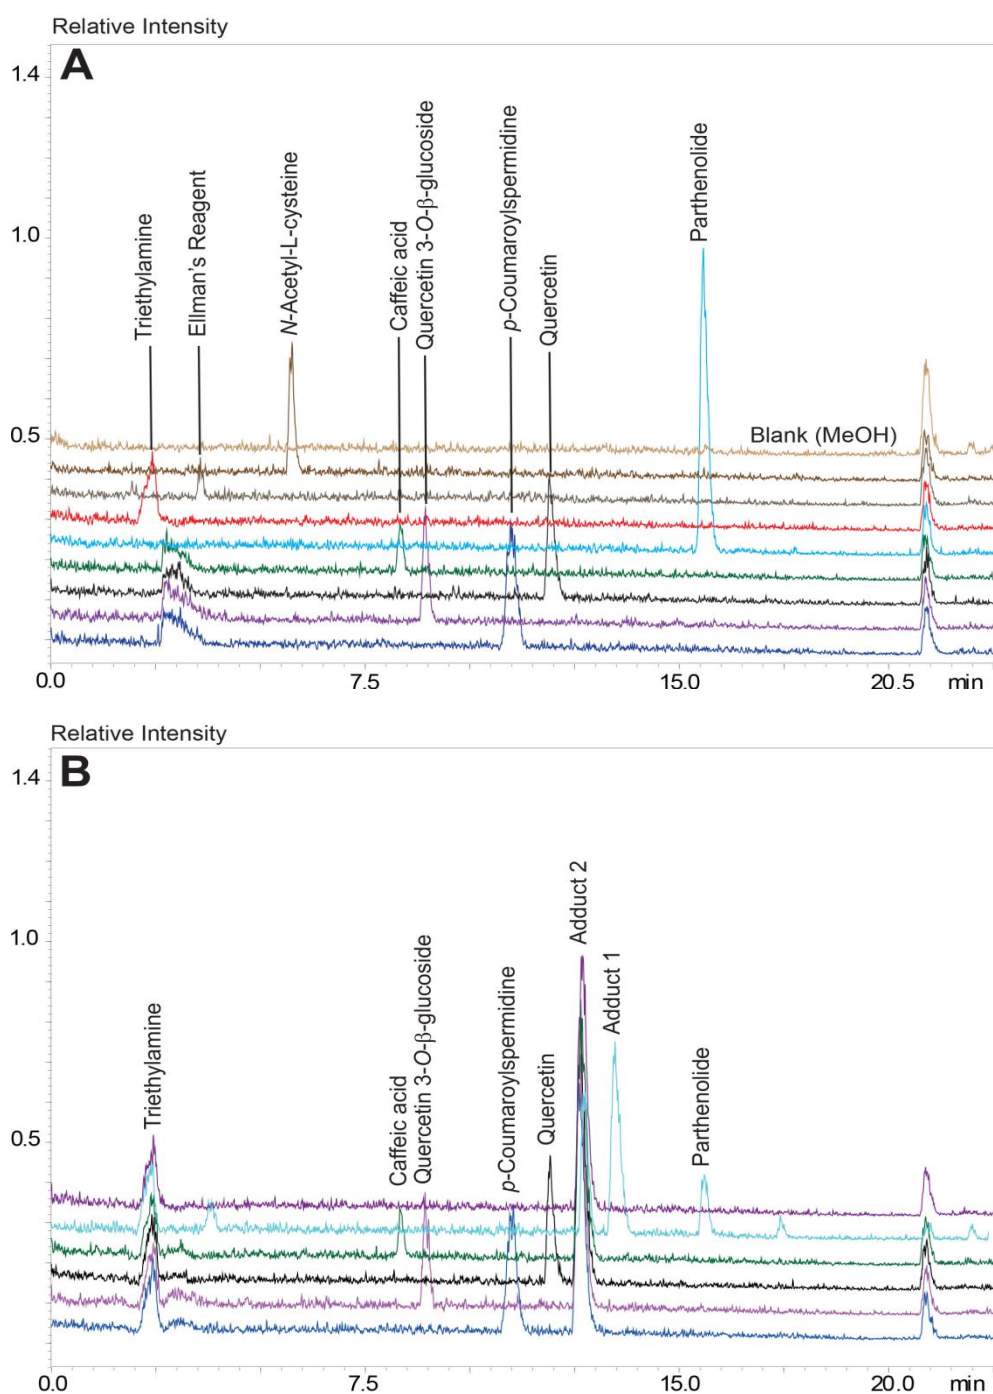 Relative Intensity
A
1.4
1.0
0.5
Triethylamine
Ellman's Reagent
N-Acetyl-L-cysteine
Caffeic acid
Quercetin 3-O-β-glucoside
p-Coumaroylspermidine
Quercetin
Parthenolide
Blank (MeOH)
0.0 7.5 15.0 20.5 min
Relative Intensity
B
1.4
1.0
0.5
Triethylamine
Caffeic acid
Quercetin 3-O-β-glucoside
p-Coumaroylspermidine
Quercetin
Adduct 2
Adduct 1
Parthenolide
0.0 7.5 15.0 20.0 min